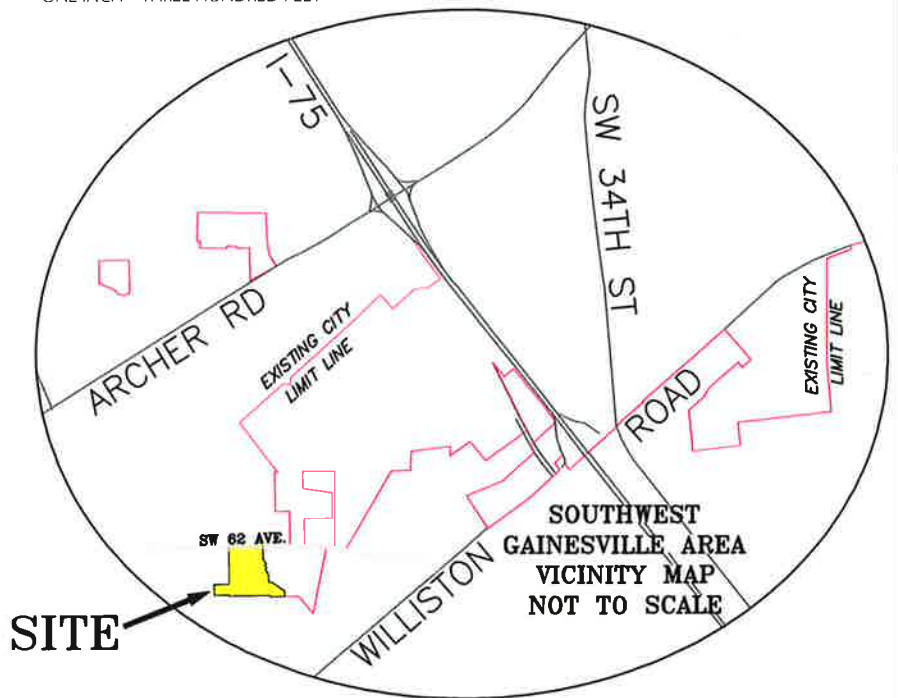 I-75
SW 34TH ST
ARCHER RD
EXISTING CITY
LIMIT LINE
EXISTING CITY
LIMIT LINE
WILLISTON ROAD
SW 62 AVE.
SITE
SOUTHWEST
GAINESVILLE AREA
VICINITY MAP
NOT TO SCALE